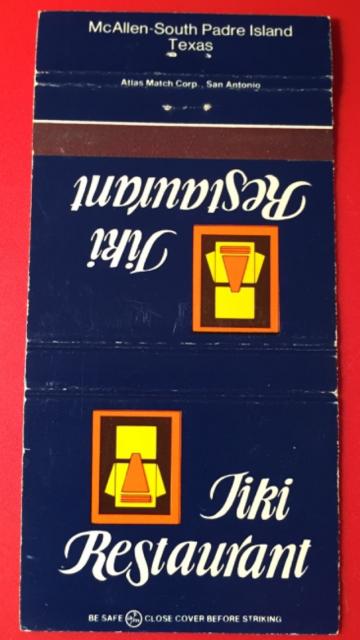 McAllen-South Padre Island
Texas
Atlas Match Corp., San Antonio
Tiki
Restaurant
Tiki
Restaurant
BE SAFE CLOSE COVER BEFORE STRIKING